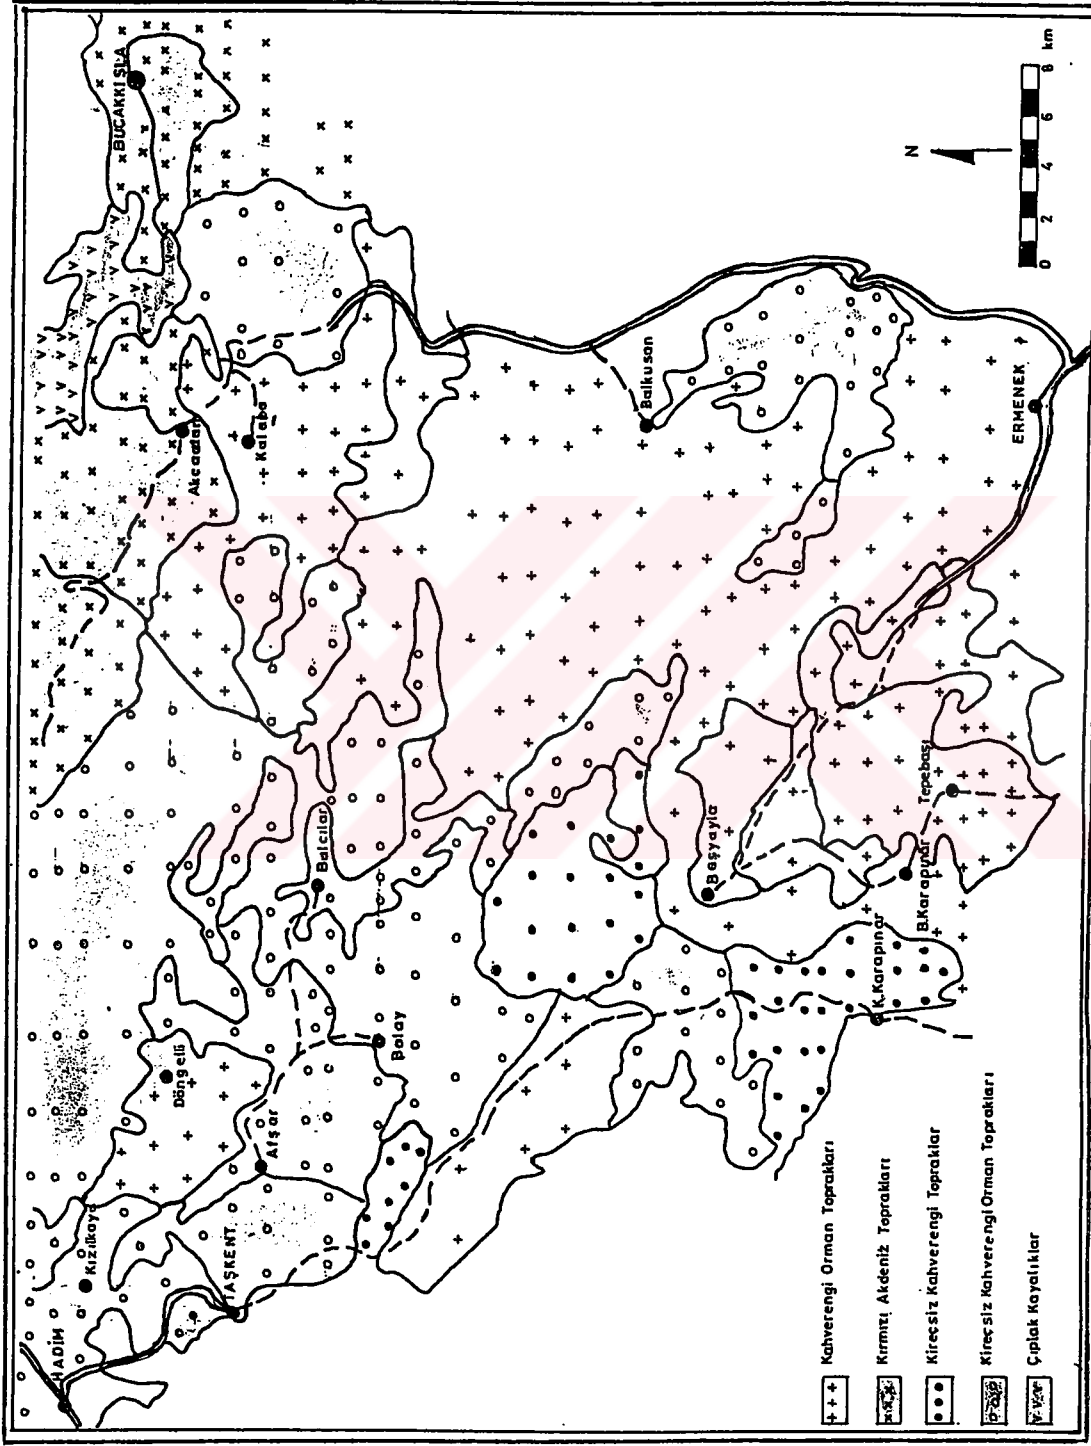 HADİM
Kızılkaya
TAŞKENT
Döngelli
Afşar
Bolay
Balcılar
BUCAKKIŞLA
Akçaalan
Kalaba
Balkusan
ERMENEK
Başyayla
Tepebaşı
B.Karapınar
K.Karapınar
N
0 2 4 6 8 km
Kahverengi Orman Toprakları
Kırmızı Akdeniz Toprakları
Kireçsiz Kahverengi Topraklar
Kireçsiz Kahverengi Orman Toprakları
Çıplak Kayalıklar